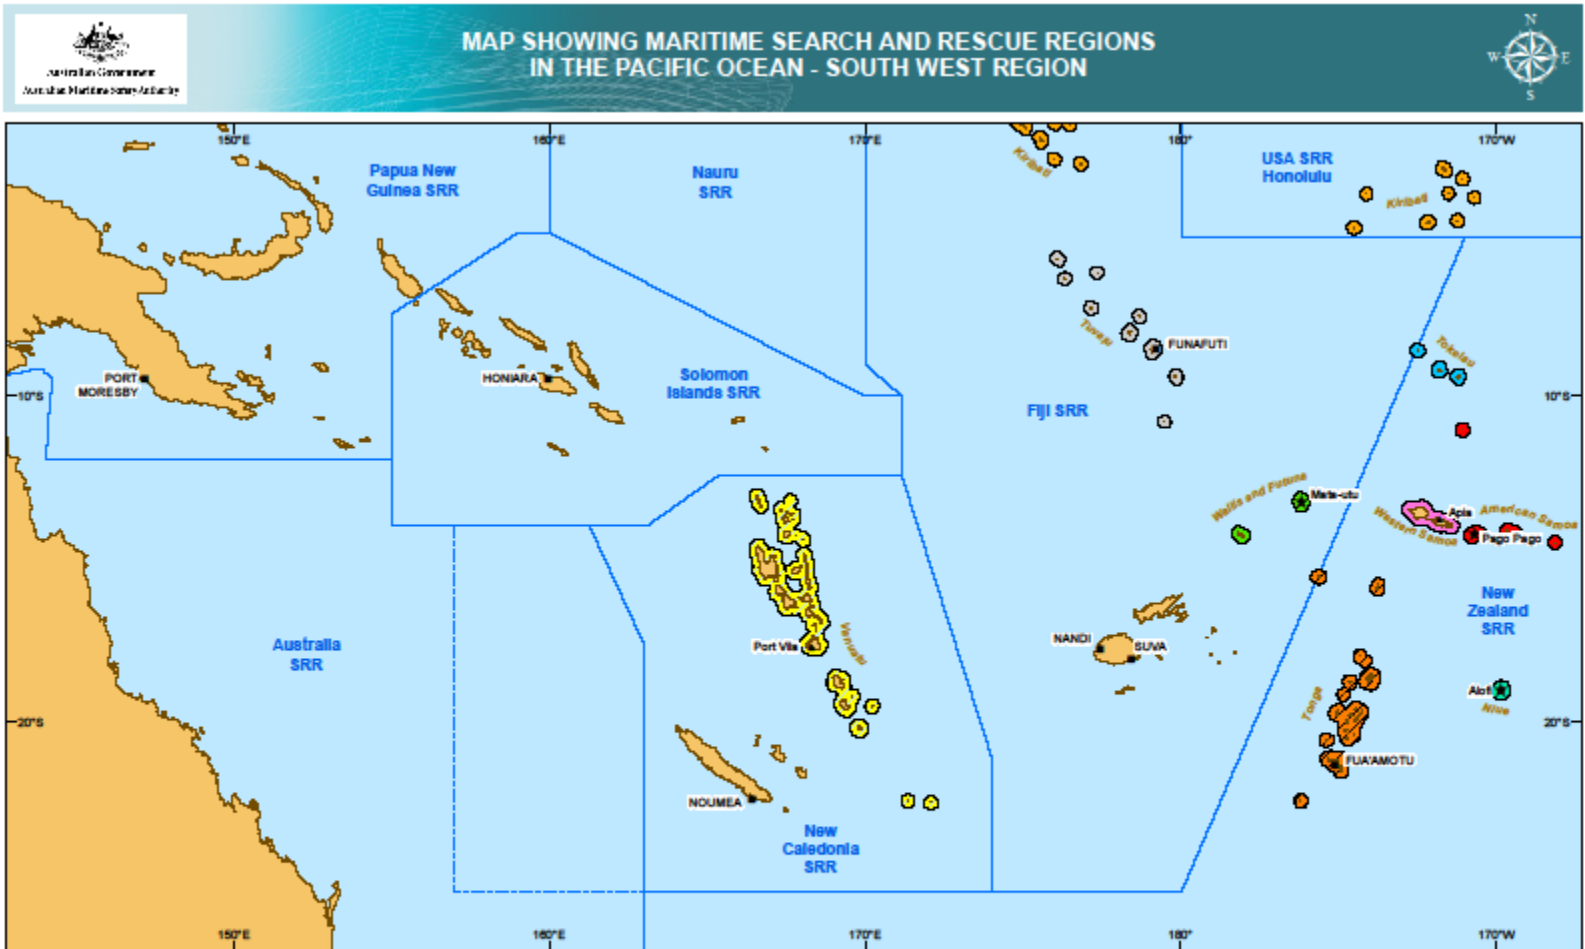 Australian Government
Australian Maritime Safety Authority
MAP SHOWING MARITIME SEARCH AND RESCUE REGIONS
IN THE PACIFIC OCEAN - SOUTH WEST REGION
N
W E
S
150°E 160°E 170°E 180° 170°W
Papua New
Guinea SRR
Nauru
SRR
Kiribati
USA SRR
Honolulu
Kiribati
Tuvalu
FUNAFUTI
Tokelau
PORT
MORESBY
HONIARA
Solomon
Islands SRR
10°S
10°S
Fiji SRR
Wallis and Futuna
Mata-utu
Western Samoa
Apia
American Samoa
Pago Pago
Australia
SRR
Port Vila
Vanuatu
NANDI
SUVA
New
Zealand
SRR
Tonga
Alofi
Niue
20°S
20°S
FUA'AMOTU
NOUMEA
New
Caledonia
SRR
150°E 160°E 170°E 180° 170°W